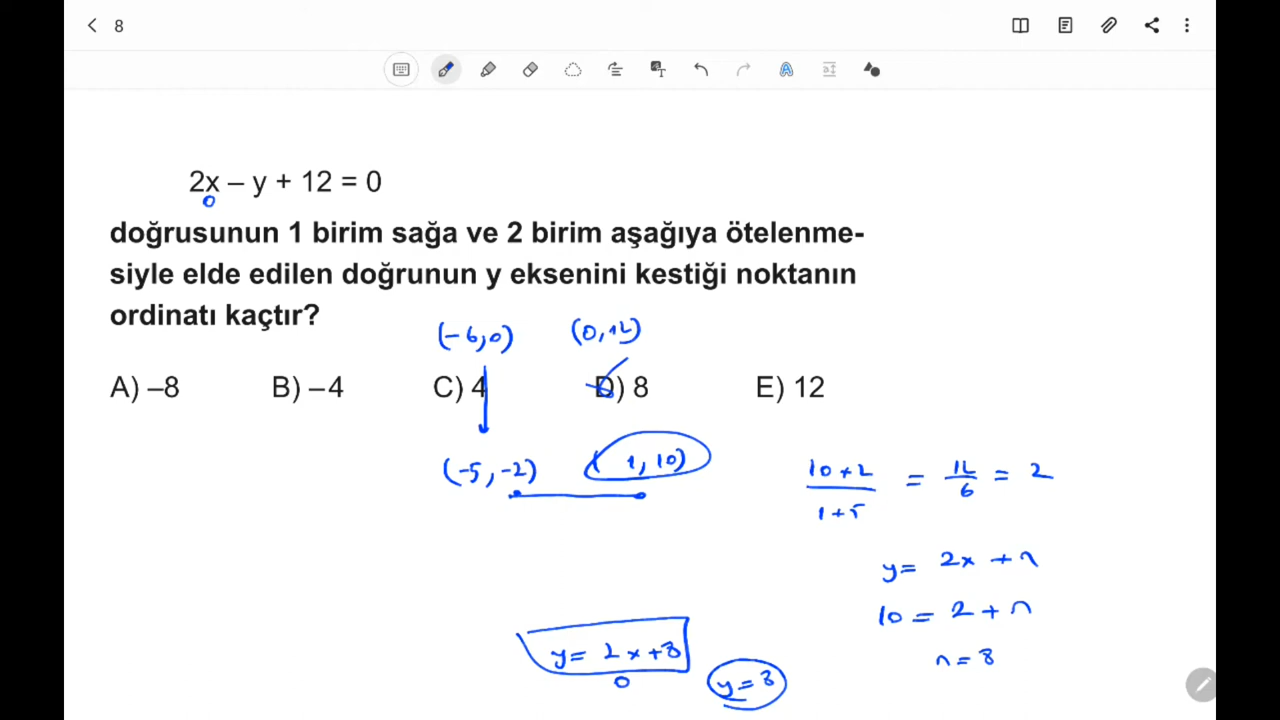 8
2x – y + 12 = 0
0
doğrusunun 1 birim sağa ve 2 birim aşağıya ötelenme-
siyle elde edilen doğrunun y eksenini kestiği noktanın
ordinatı kaçtır?
(-6,0) (0,12)
A) –8 B) –4 C) 4 D) 8 E) 12
(-5,-2) (1,10)
10+2 / 1+5 = 12/6 = 2
y = 2x + n
10 = 2 + n
n = 8
y = 2x+8
0
y = 8